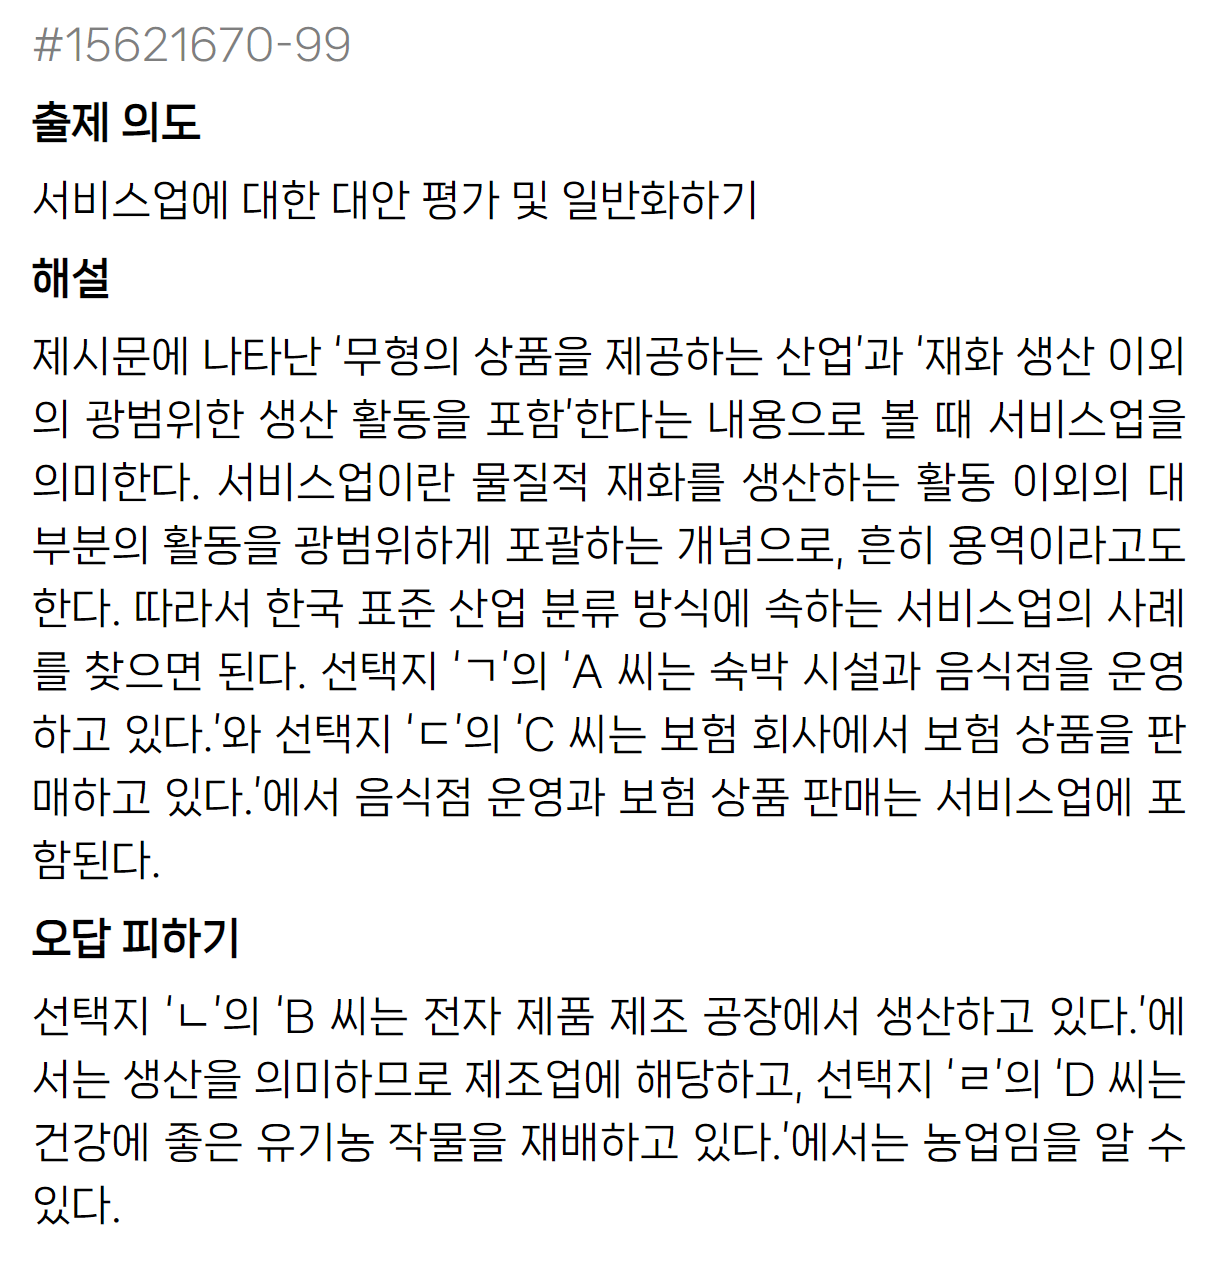 #15621670-99
출제 의도
서비스업에 대한 대안 평가 및 일반화하기
해설
제시문에 나타난 '무형의 상품을 제공하는 산업'과 '재화 생산 이외
의 광범위한 생산 활동을 포함'한다는 내용으로 볼 때 서비스업을
의미한다. 서비스업이란 물질적 재화를 생산하는 활동 이외의 대
부분의 활동을 광범위하게 포괄하는 개념으로, 흔히 용역이라고도
한다. 따라서 한국 표준 산업 분류 방식에 속하는 서비스업의 사례
를 찾으면 된다. 선택지 'ㄱ'의 'A 씨는 숙박 시설과 음식점을 운영
하고 있다.'와 선택지 'ㄷ'의 'C 씨는 보험 회사에서 보험 상품을 판
매하고 있다.'에서 음식점 운영과 보험 상품 판매는 서비스업에 포
함된다.
오답 피하기
선택지 'ㄴ'의 'B 씨는 전자 제품 제조 공장에서 생산하고 있다.'에
서는 생산을 의미하므로 제조업에 해당하고, 선택지 'ㄹ'의 'D 씨는
건강에 좋은 유기농 작물을 재배하고 있다.'에서는 농업임을 알 수
있다.